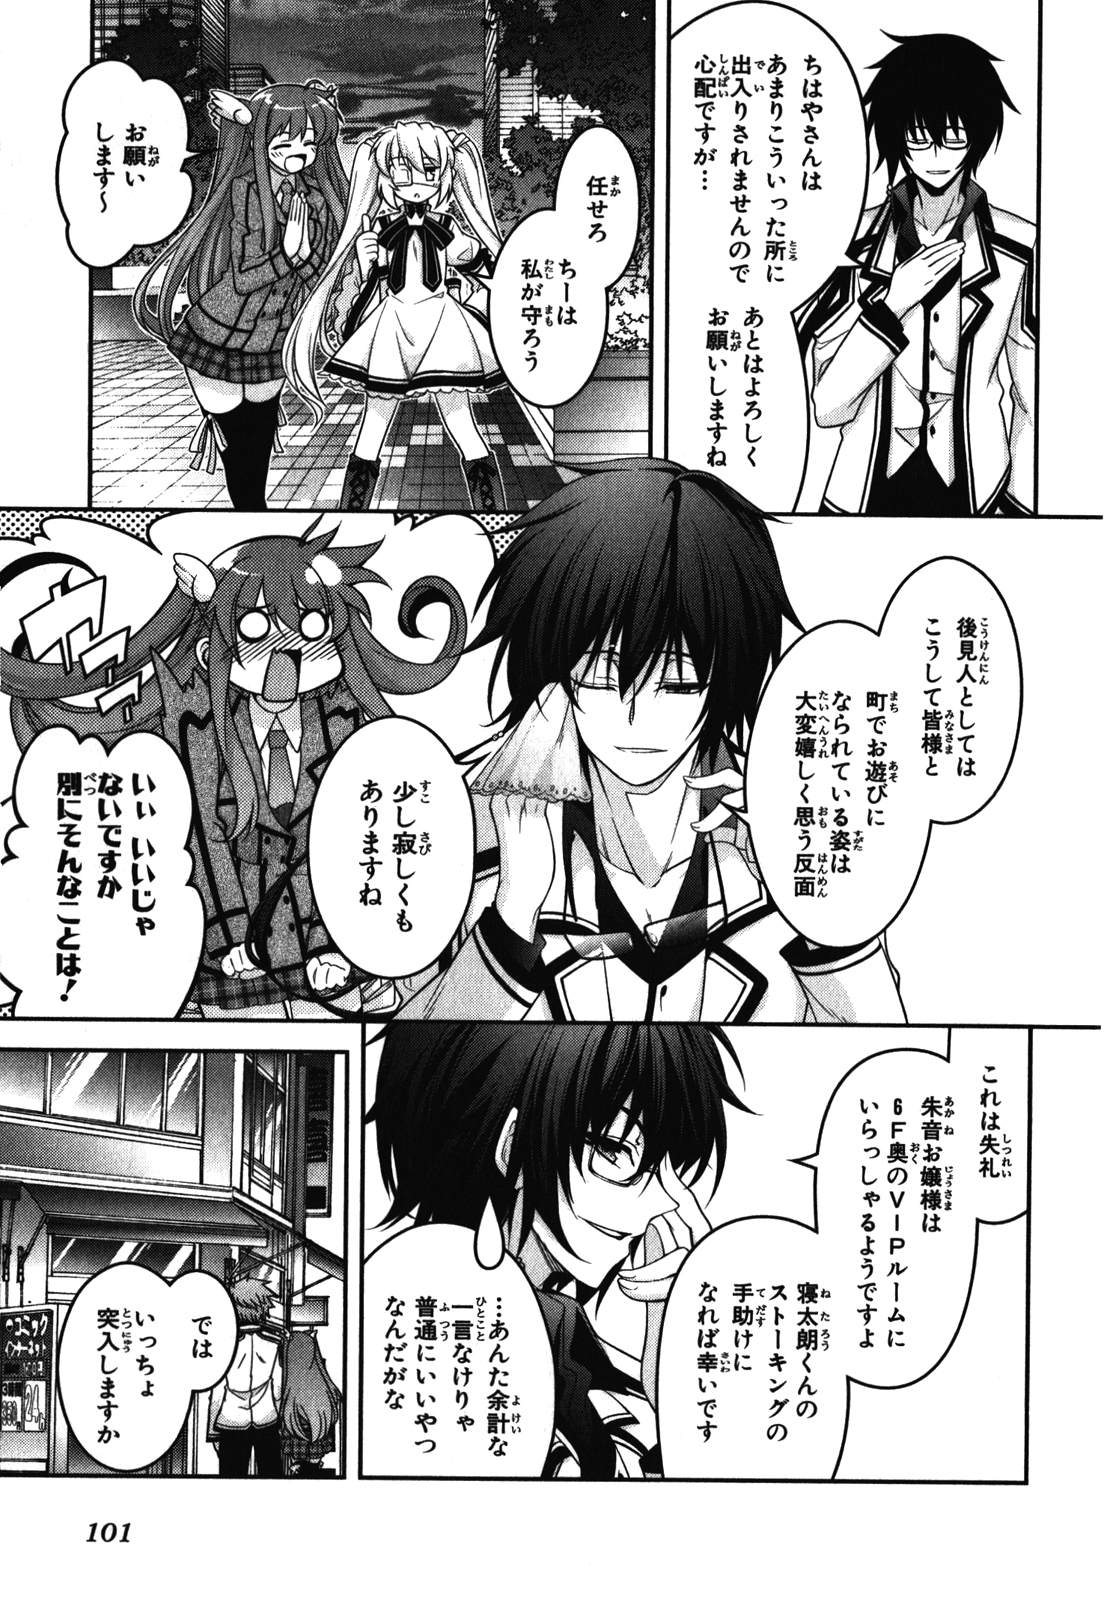 ちはやさんは
あまりこういった所に
出入りされませんので
心配ですが…
あとはよろしく
お願いしますね
任せろ
ちーは
私が守ろう
お願い
します～
後見人としては
こうして皆様と
町でお遊びに
なられている姿は
大変嬉しく思う反面
少し寂しくも
ありますね
いぃ いいじゃ
ないですか
別にそんなことは！
これは失礼
朱音お嬢様は
6F奥のVIPルームに
いらっしゃるようですよ
寝太朗くんの
ストーキングの
手助けに
なれば幸いです
…あんた余計な
一言なけりゃ
普通にいいやつ
なんだがな
では
いっちょ
突入しますか
101